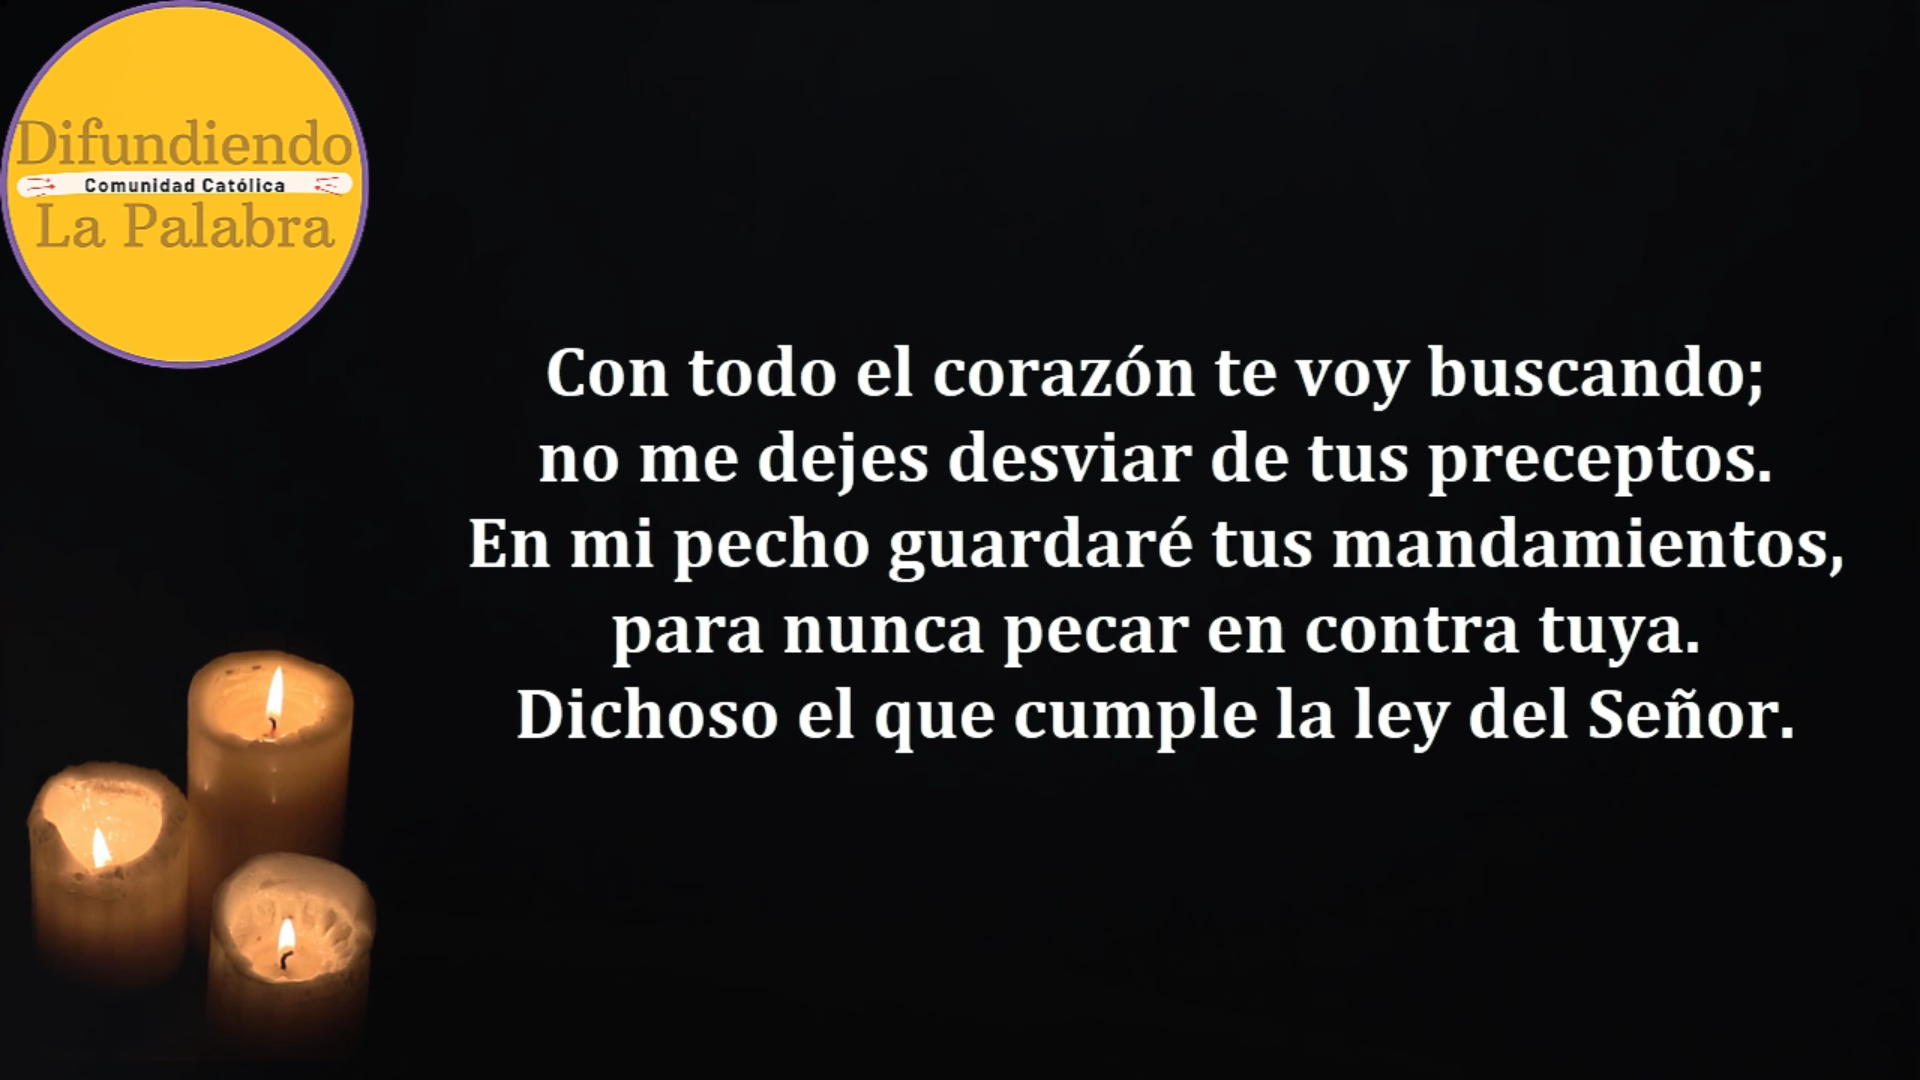 Difundiendo
Comunidad Católica
La Palabra
Con todo el corazón te voy buscando;
no me dejes desviar de tus preceptos.
En mi pecho guardaré tus mandamientos,
para nunca pecar en contra tuya.
Dichoso el que cumple la ley del Señor.